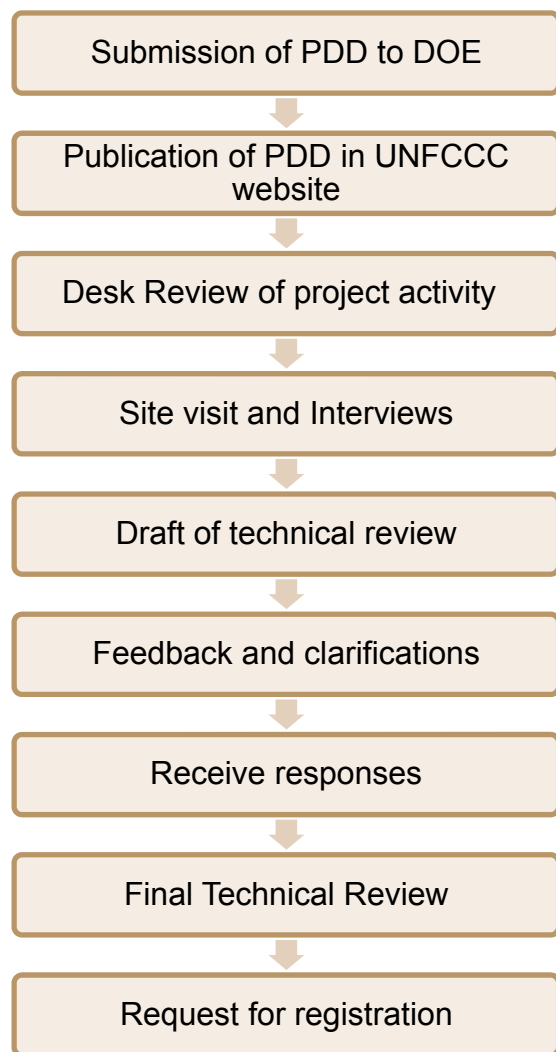 Submission of PDD to DOE
Publication of PDD in UNFCCC
website
Desk Review of project activity
Site visit and Interviews
Draft of technical review
Feedback and clarifications
Receive responses
Final Technical Review
Request for registration